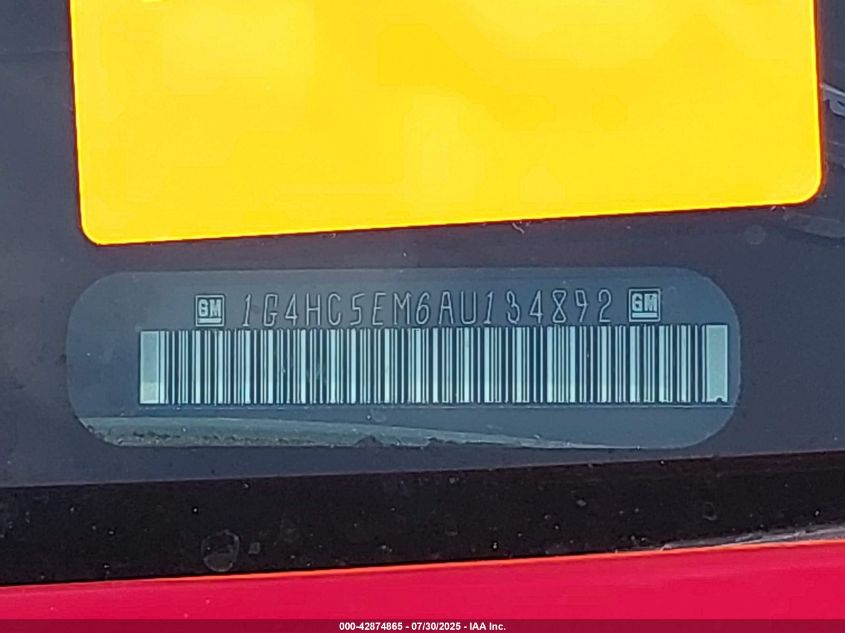 GM 1G4HC5EM6AU134892 GM
000-42874865 - 07/30/2025 - IAA Inc.